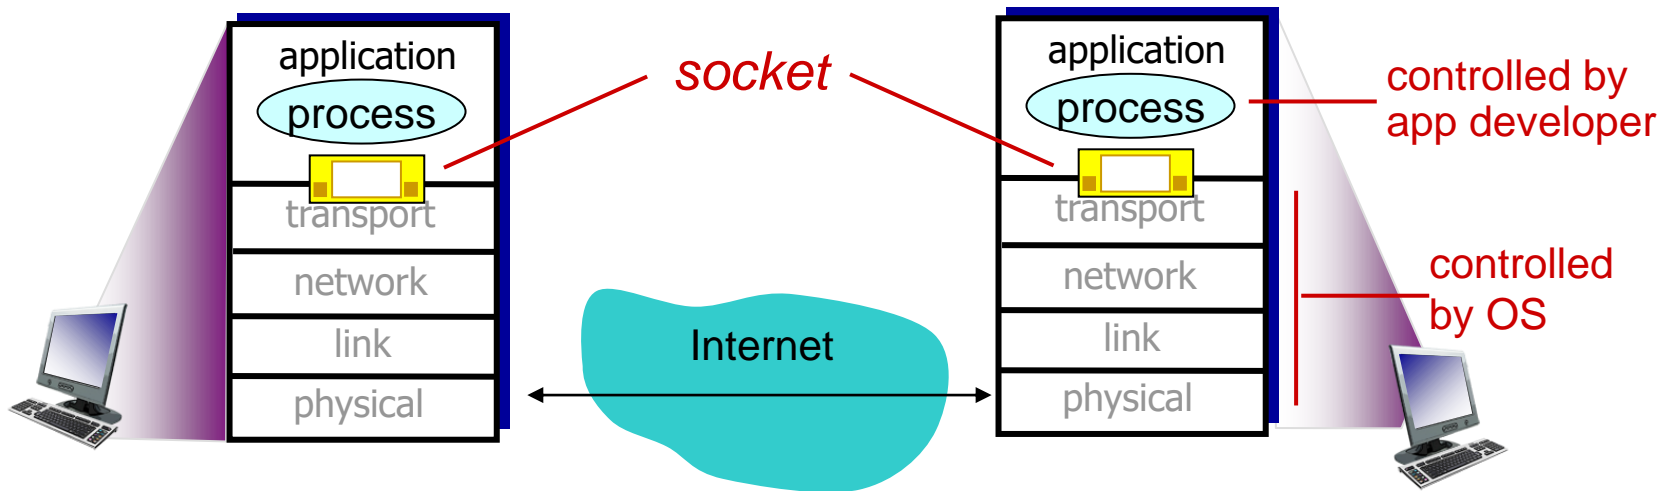 application
process
transport
network
link
physical
socket
Internet
application
process
transport
network
link
physical
controlled by
app developer
controlled
by OS